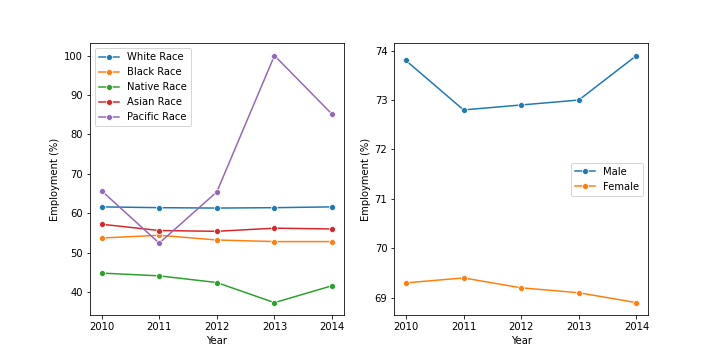 100
90
80
70
60
50
40
Employment (%)
White Race
Black Race
Native Race
Asian Race
Pacific Race
2010 2011 2012 2013 2014
Year
74
73
72
71
70
69
Employment (%)
Male
Female
2010 2011 2012 2013 2014
Year